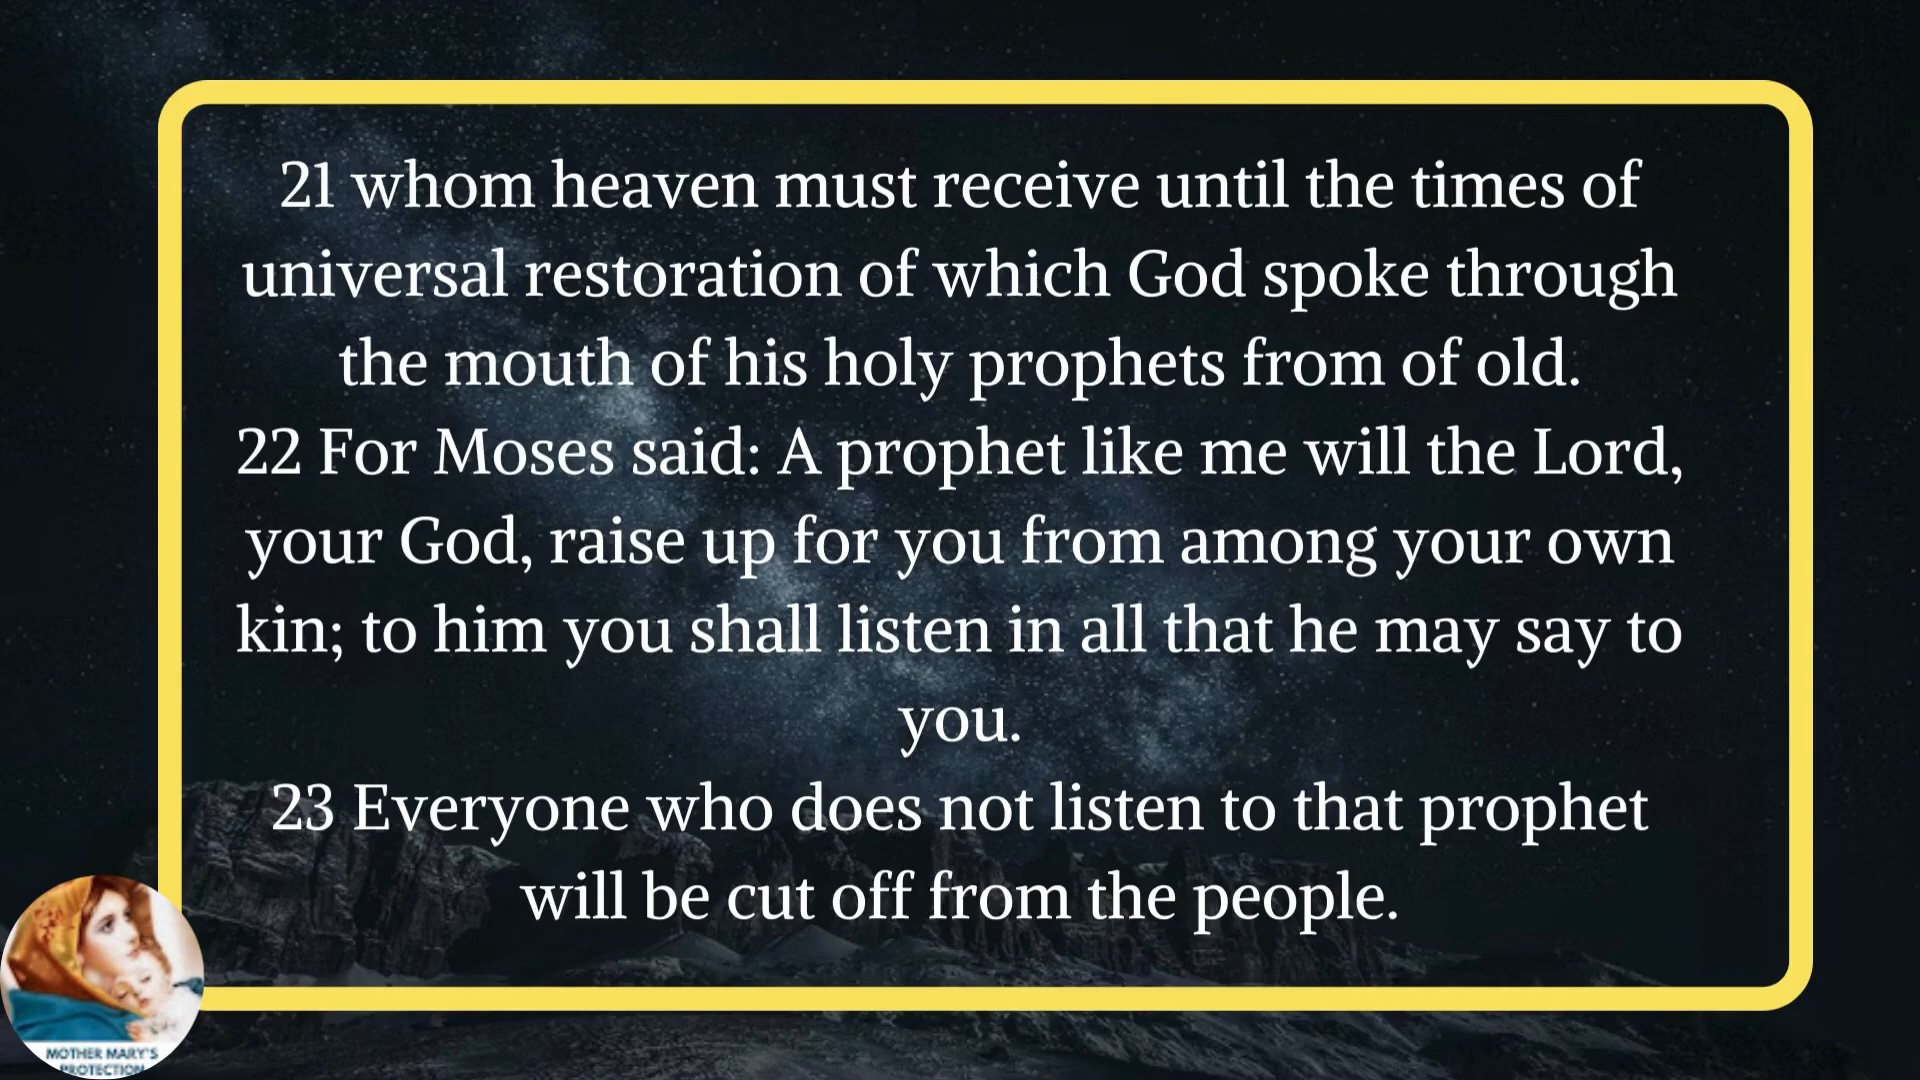 21 whom heaven must receive until the times of
universal restoration of which God spoke through
the mouth of his holy prophets from of old.
22 For Moses said: A prophet like me will the Lord,
your God, raise up for you from among your own
kin; to him you shall listen in all that he may say to
you.
23 Everyone who does not listen to that prophet
will be cut off from the people.
MOTHER MARY'S
PROTECTION